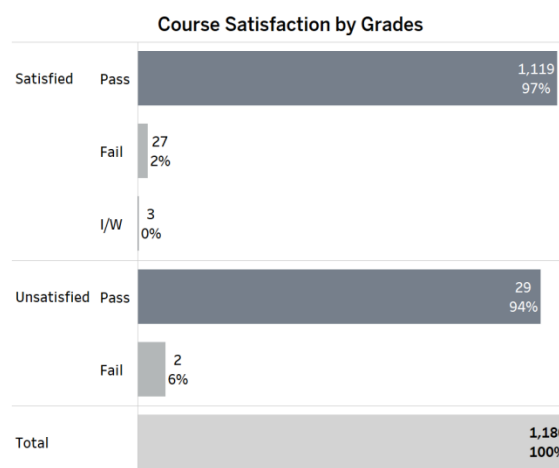 Course Satisfaction by Grades
Satisfied Pass 1,119
97%
Fail 27
2%
I/W 3
0%
Unsatisfied Pass 29
94%
Fail 2
6%
Total
100%